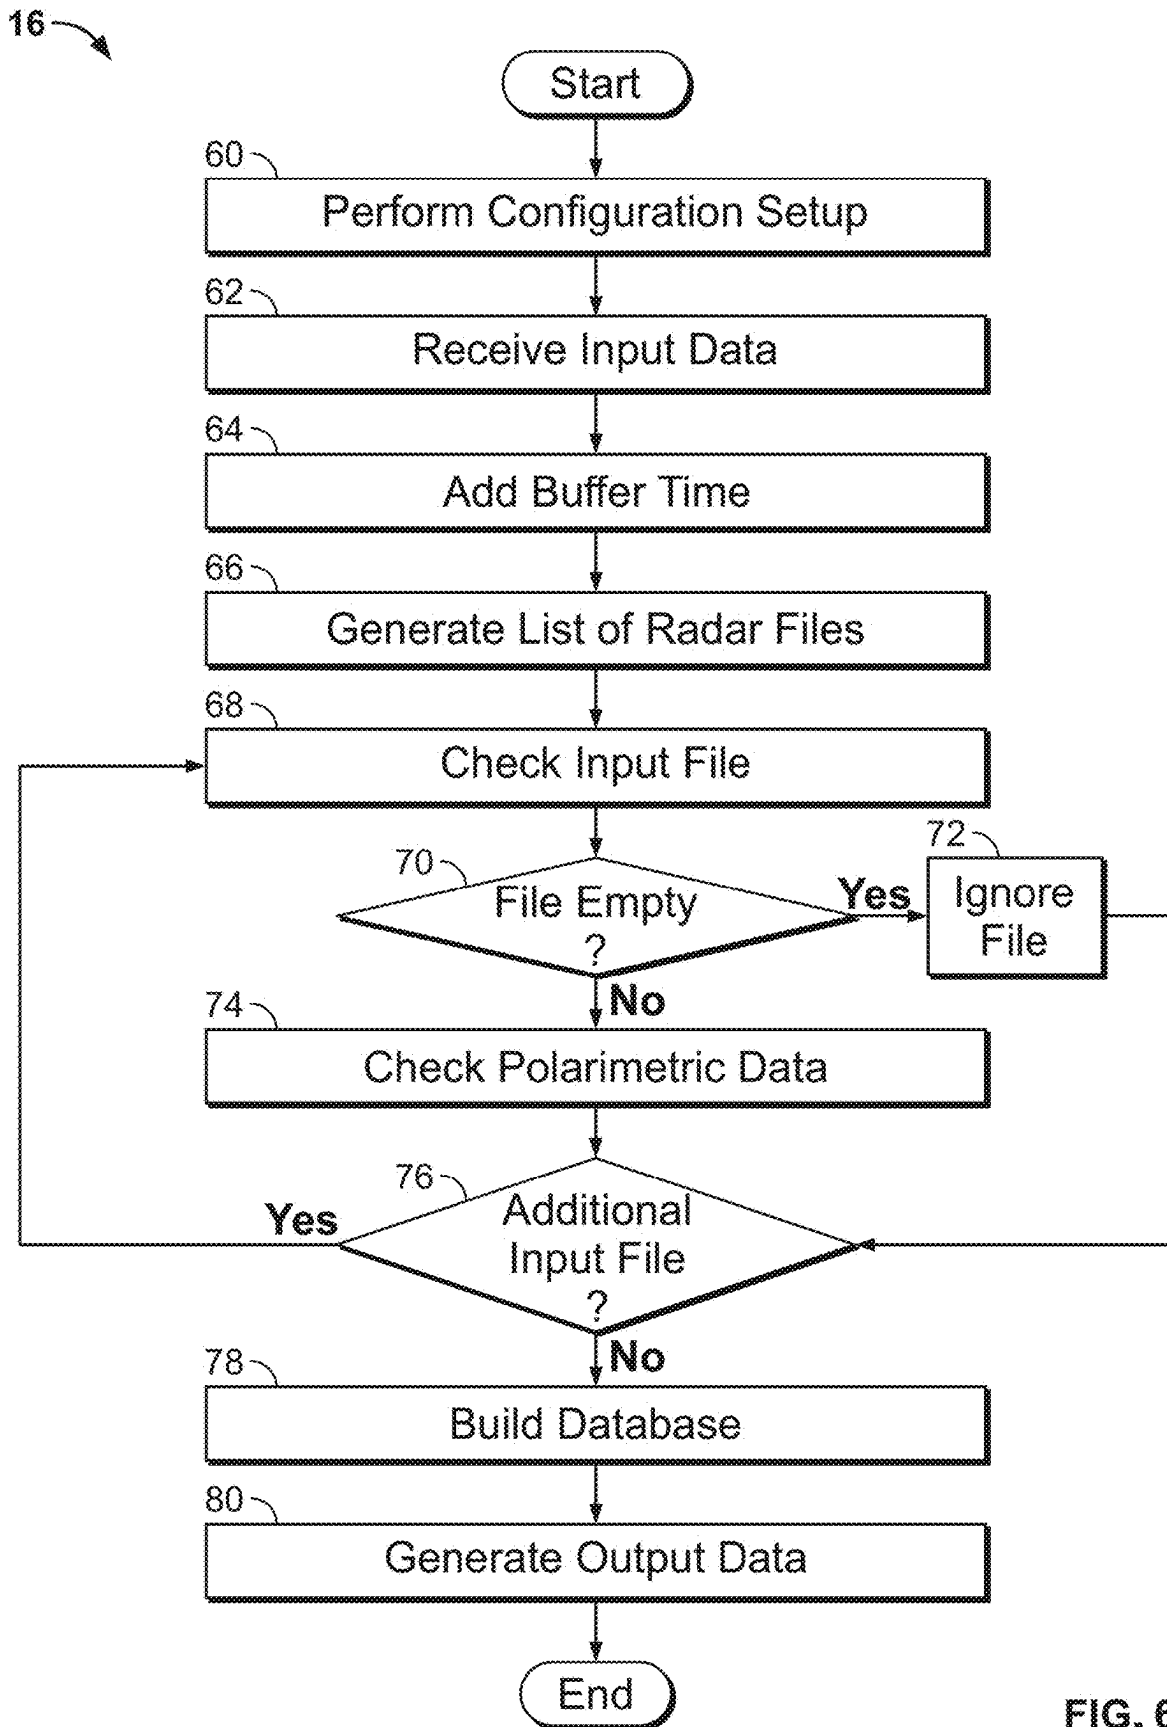 16
Start
60
Perform Configuration Setup
62
Receive Input Data
64
Add Buffer Time
66
Generate List of Radar Files
68
Check Input File
70
File Empty
?
Yes
72
Ignore
File
No
74
Check Polarimetric Data
76
Yes
Additional
Input File
?
No
78
Build Database
80
Generate Output Data
End
FIG. 6